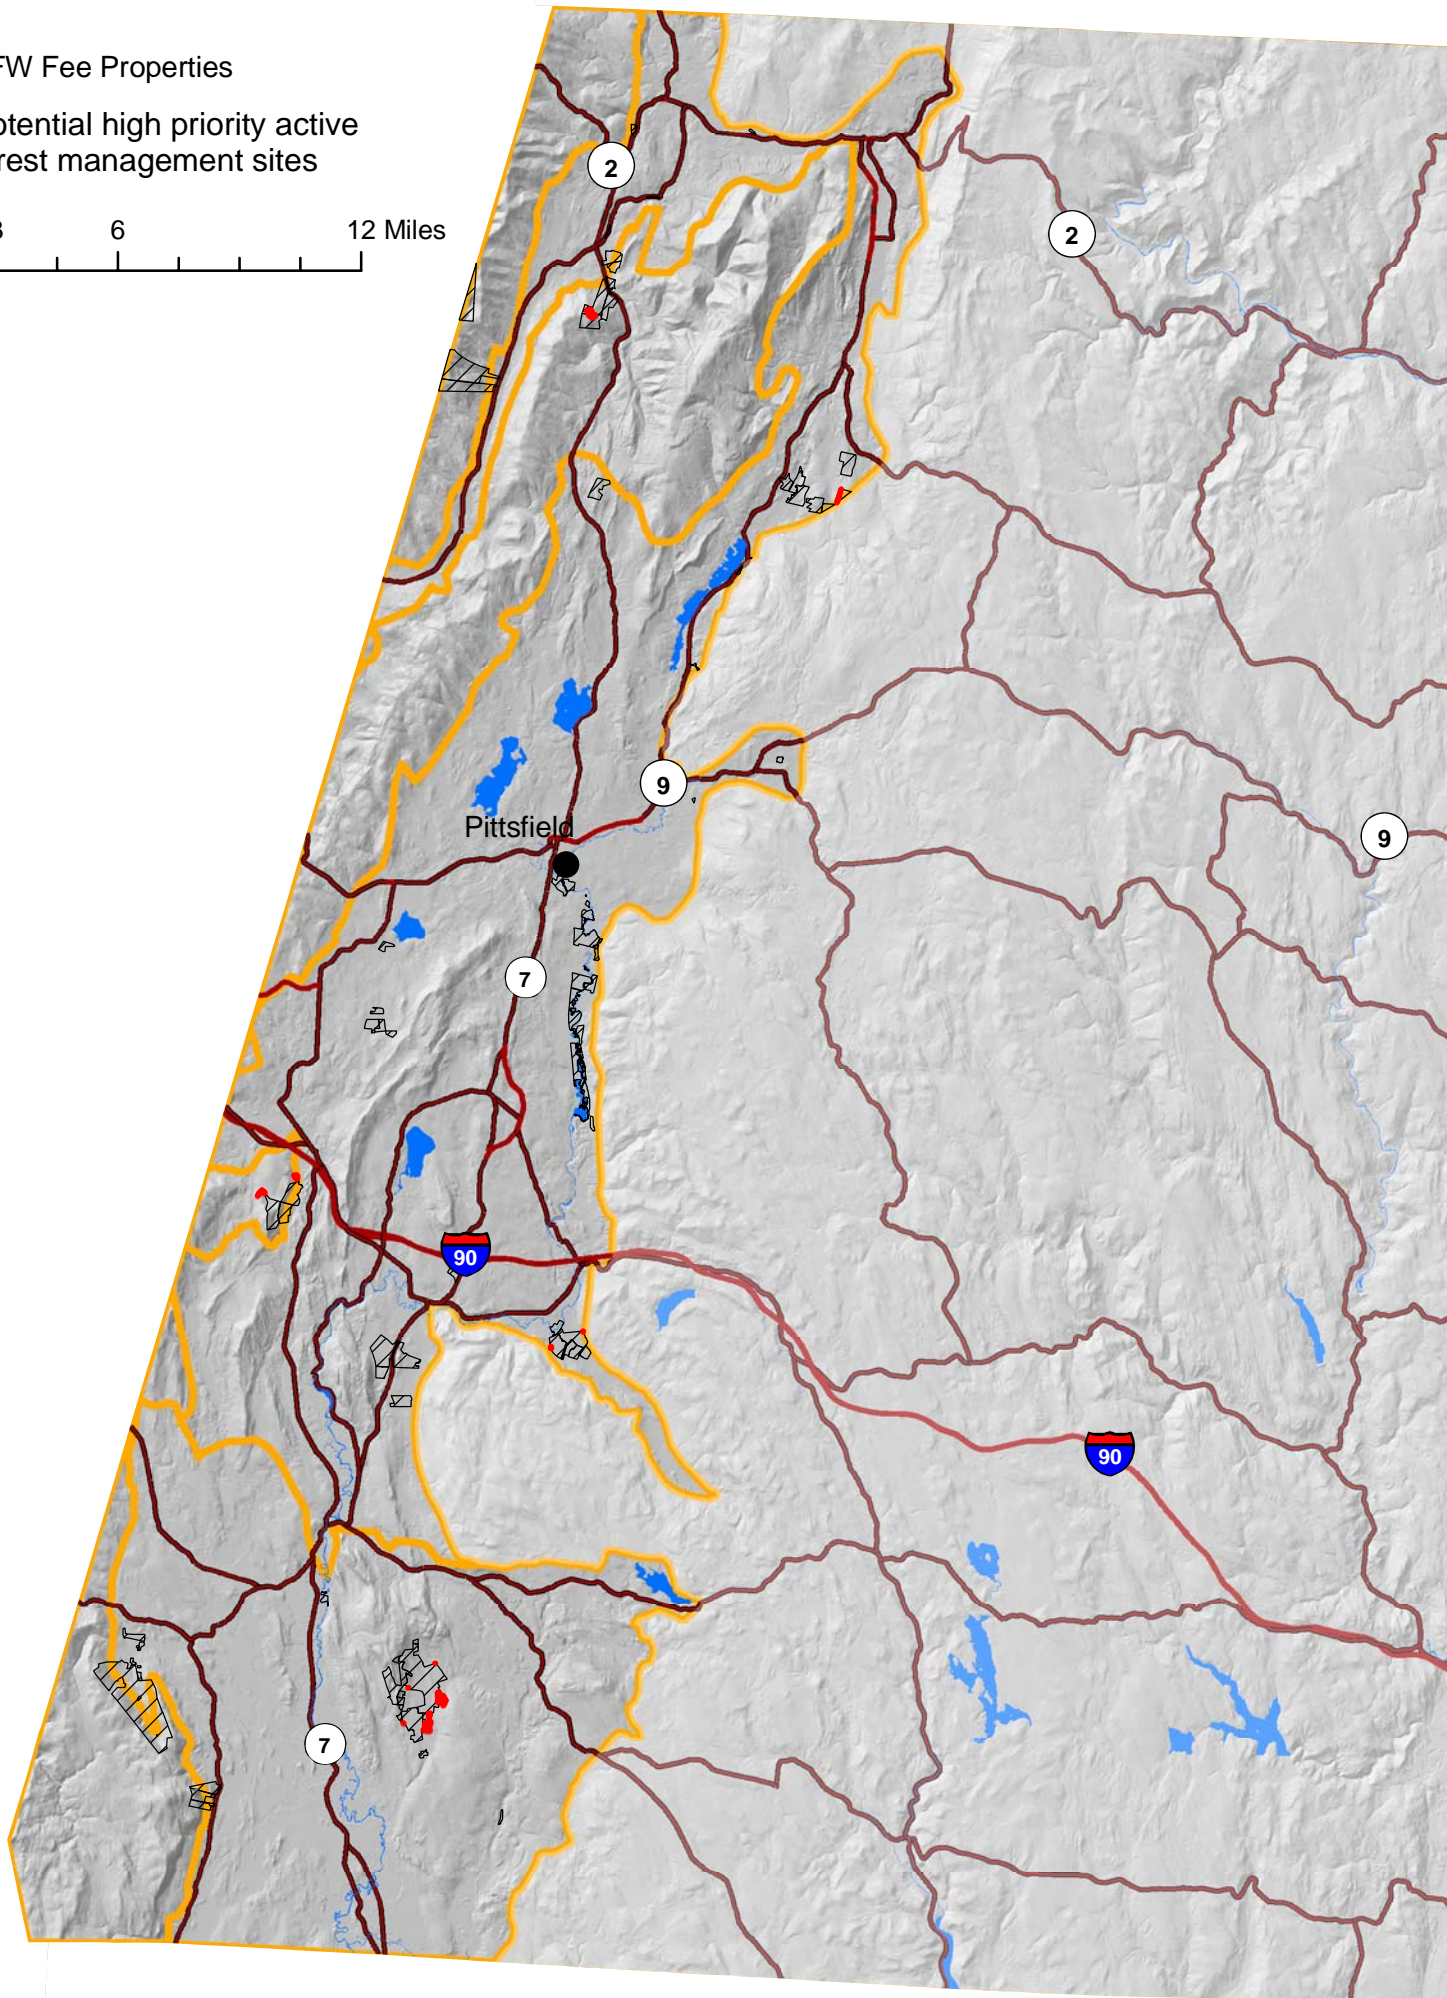 FW Fee Properties
otential high priority active
rest management sites
6
12 Miles
2
2
9
Pittsfield
9
7
90
90
7